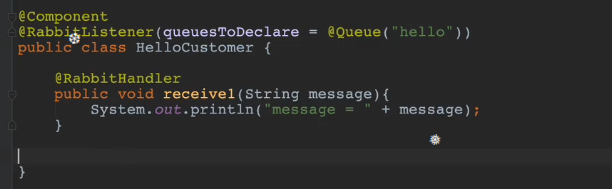 @Component
@RabbitListener(queuesToDeclare = @Queue("hello"))
public class HelloCustomer {
@RabbitHandler
public void receive1(String message){
System.out.println("message = " + message);
}
}